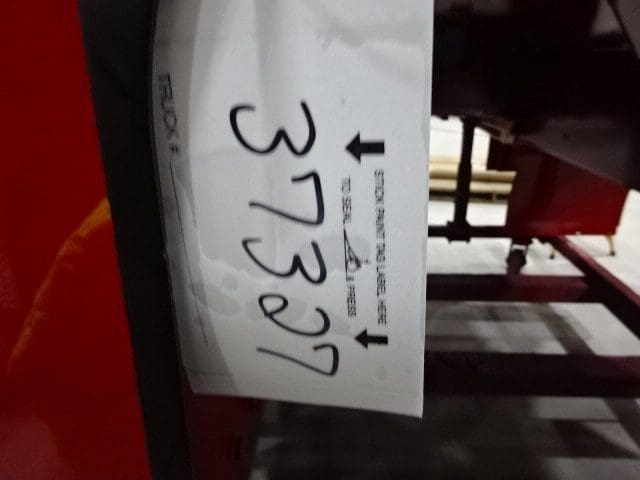 STICK PAINT TAG LABEL HERE
TO SEAL & PRESS
37327
TRUCK #